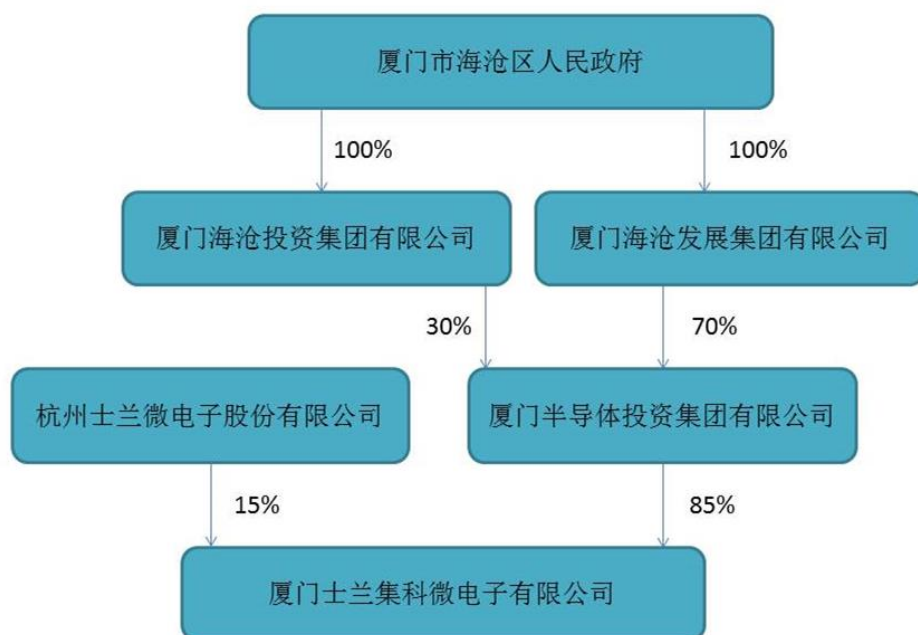 厦门市海沧区人民政府
100%
100%
厦门海沧投资集团有限公司
厦门海沧发展集团有限公司
30%
70%
杭州士兰微电子股份有限公司
厦门半导体投资集团有限公司
15%
85%
厦门士兰集科微电子有限公司